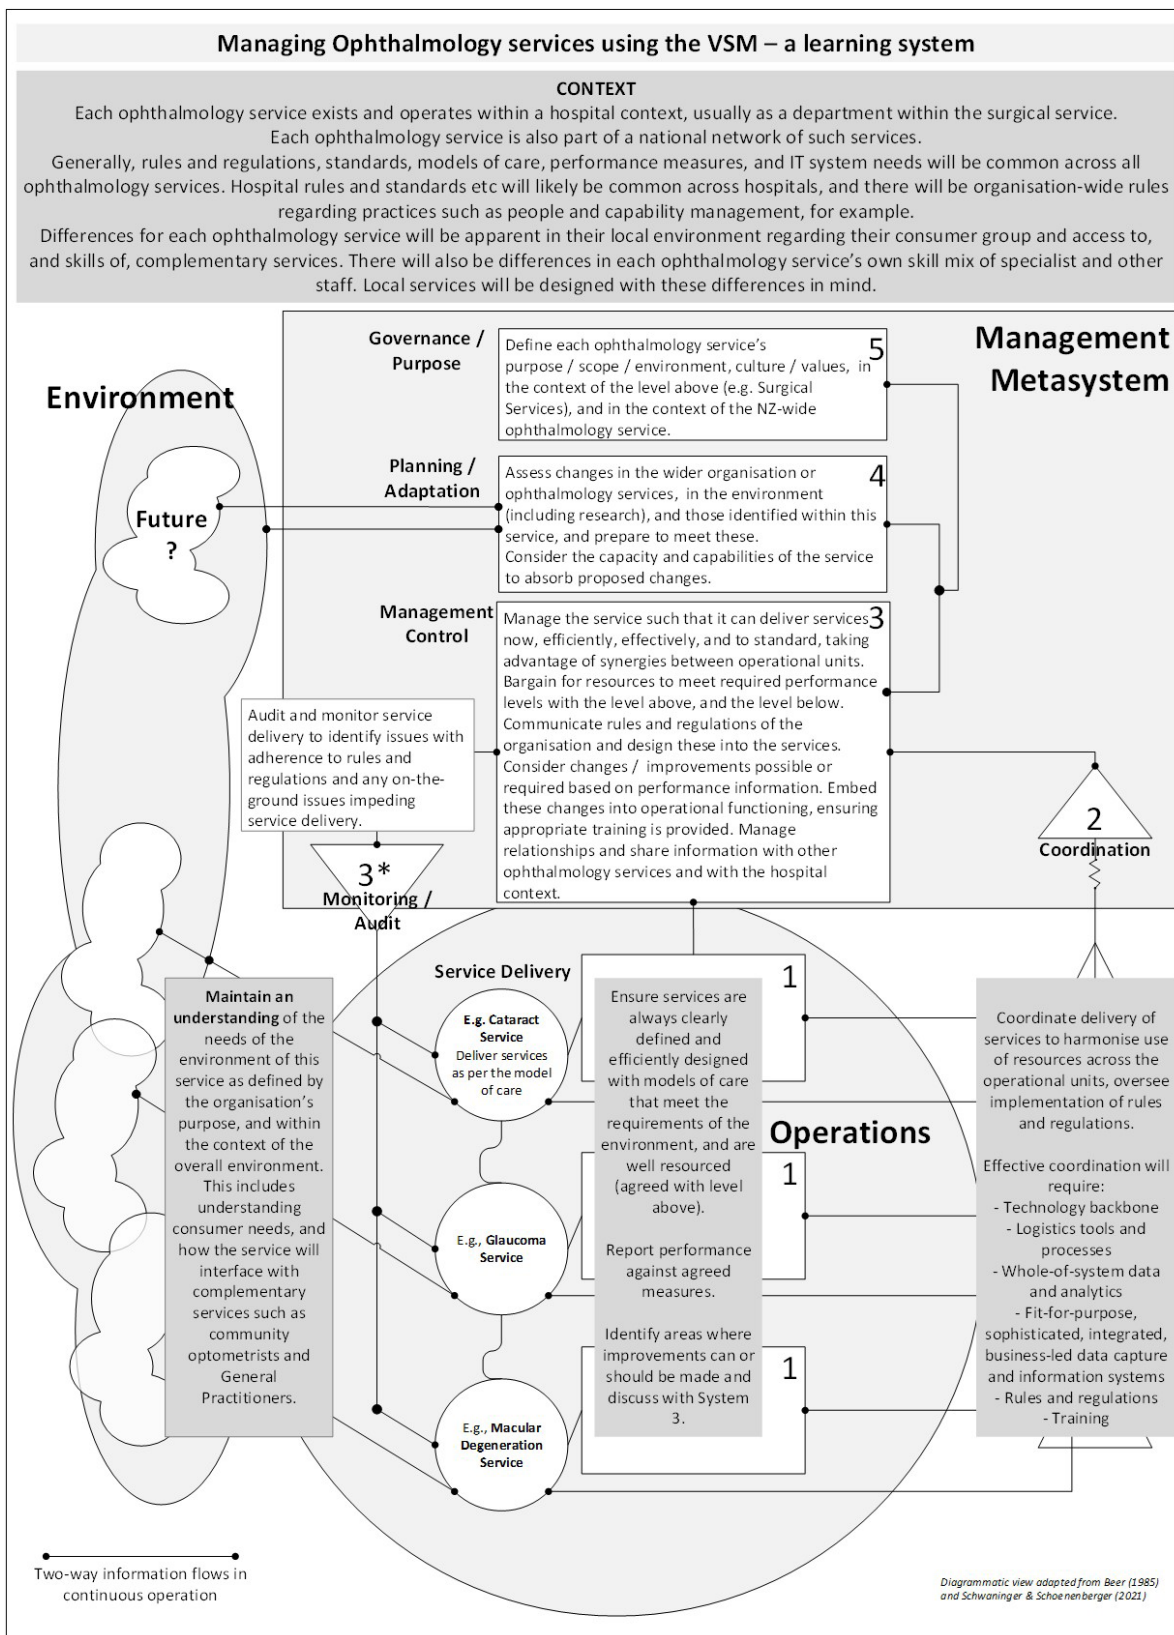 Managing Ophthalmology services using the VSM – a learning system
CONTEXT
Each ophthalmology service exists and operates within a hospital context, usually as a department within the surgical service.
Each ophthalmology service is also part of a national network of such services.
Generally, rules and regulations, standards, models of care, performance measures, and IT system needs will be common across all
ophthalmology services. Hospital rules and standards etc will likely be common across hospitals, and there will be organisation-wide rules
regarding practices such as people and capability management, for example.
Differences for each ophthalmology service will be apparent in their local environment regarding their consumer group and access to,
and skills of, complementary services. There will also be differences in each ophthalmology service's own skill mix of specialist and other
staff. Local services will be designed with these differences in mind.
Management
Metasystem
Environment
Future
?
Governance /
Purpose
5
Define each ophthalmology service's
purpose / scope / environment, culture / values, in
the context of the level above (e.g. Surgical
Services), and in the context of the NZ-wide
ophthalmology service.
Planning /
Adaptation
4
Assess changes in the wider organisation or
ophthalmology services, in the environment
(including research), and those identified within this
service, and prepare to meet these.
Consider the capacity and capabilities of the service
to absorb proposed changes.
Management
Control
3
Manage the service such that it can deliver services
now, efficiently, effectively, and to standard, taking
advantage of synergies between operational units.
Bargain for resources to meet required performance
levels with the level above, and the level below.
Communicate rules and regulations of the
organisation and design these into the services.
Consider changes / improvements possible or
required based on performance information. Embed
these changes into operational functioning, ensuring
appropriate training is provided. Manage
relationships and share information with other
ophthalmology services and with the hospital
context.
Audit and monitor service
delivery to identify issues with
adherence to rules and
regulations and any on-the-
ground issues impeding
service delivery.
3*
Monitoring /
Audit
2
Coordination
Service Delivery
E.g. Cataract
Service
Deliver services
as per the model
of care
E.g., Glaucoma
Service
E.g., Macular
Degeneration
Service
1
1
1
Operations
Maintain an
understanding of the
needs of the
environment of this
service as defined by
the organisation's
purpose, and within
the context of the
overall environment.
This includes
understanding
consumer needs, and
how the service will
interface with
complementary
services such as
community
optometrists and
General
Practitioners.
Ensure services are
always clearly
defined and
efficiently designed
with models of care
that meet the
requirements of the
environment, and are
well resourced
(agreed with level
above).
Report performance
against agreed
measures.
Identify areas where
improvements can or
should be made and
discuss with System
3.
Coordinate delivery of
services to harmonise use
of resources across the
operational units, oversee
implementation of rules
and regulations.
Effective coordination will
require:
- Technology backbone
- Logistics tools and
processes
- Whole-of-system data
and analytics
- Fit-for-purpose,
sophisticated, integrated,
business-led data capture
and information systems
- Rules and regulations
- Training
Two-way information flows in
continuous operation
Diagrammatic view adapted from Beer (1985)
and Schwaninger & Schoenenberger (2021)